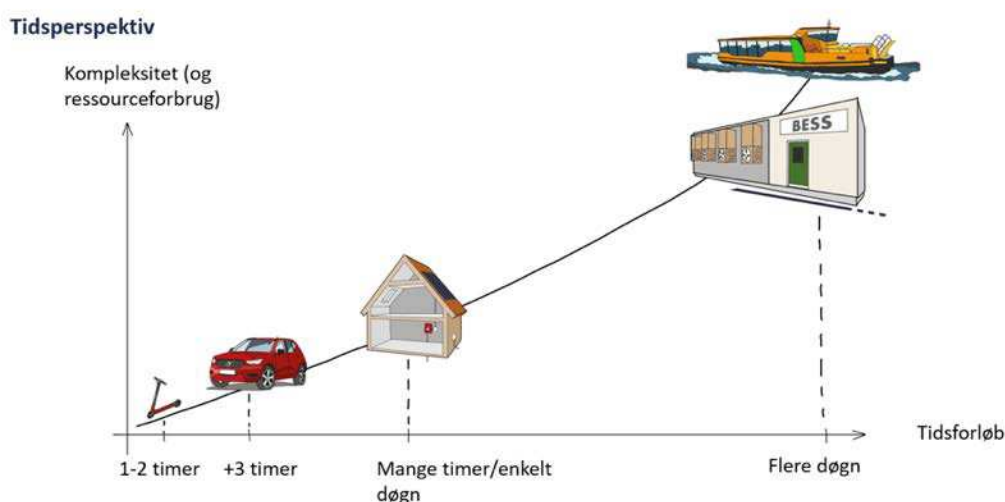 Tidsperspektiv
Kompleksitet (og
ressourceforbrug)
BESS
Tidsforløb
1-2 timer
+3 timer
Mange timer/enkelt
døgn
Flere døgn